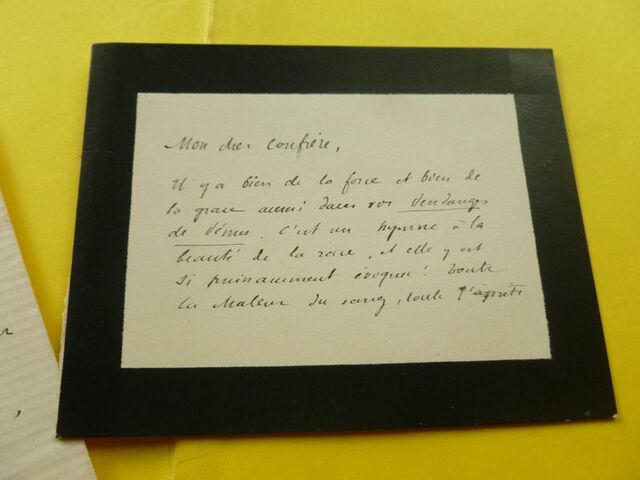 Mon cher confrère,
Il y a bien de la force et bien de
la grace aussi dans vos Vendanges
de Vénus. C'est un hymne à la
beauté de la race, et elle y est
si puissamment évoquée! Toute
la chaleur du sang, toute l'âpreté
r
,